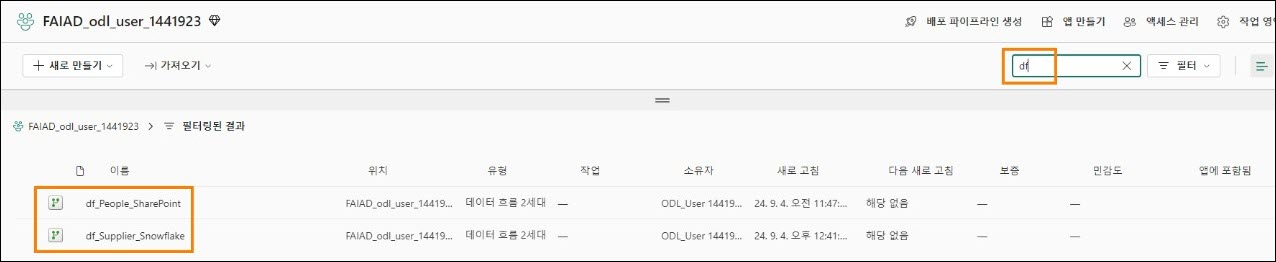 FAIAD_odl_user_1441923
배포 파이프라인 생성 앱 만들기 액세스 관리 작업 영역
새로 만들기 가져오기 df 필터
FAIAD_odl_user_1441923 > 필터링된 결과
이름 위치 유형 작업 소유자 새로 고침 다음 새로 고침 보증 민감도 앱에 포함됨
df_People_SharePoint FAIAD_odl_user_14419... 데이터 흐름 2세대 — ODL_User 14419... 24. 9. 4. 오전 11:47:... 해당 없음 — —
df_Supplier_Snowflake FAIAD_odl_user_14419... 데이터 흐름 2세대 — ODL_User 14419... 24. 9. 4. 오후 12:41:... 해당 없음 — —